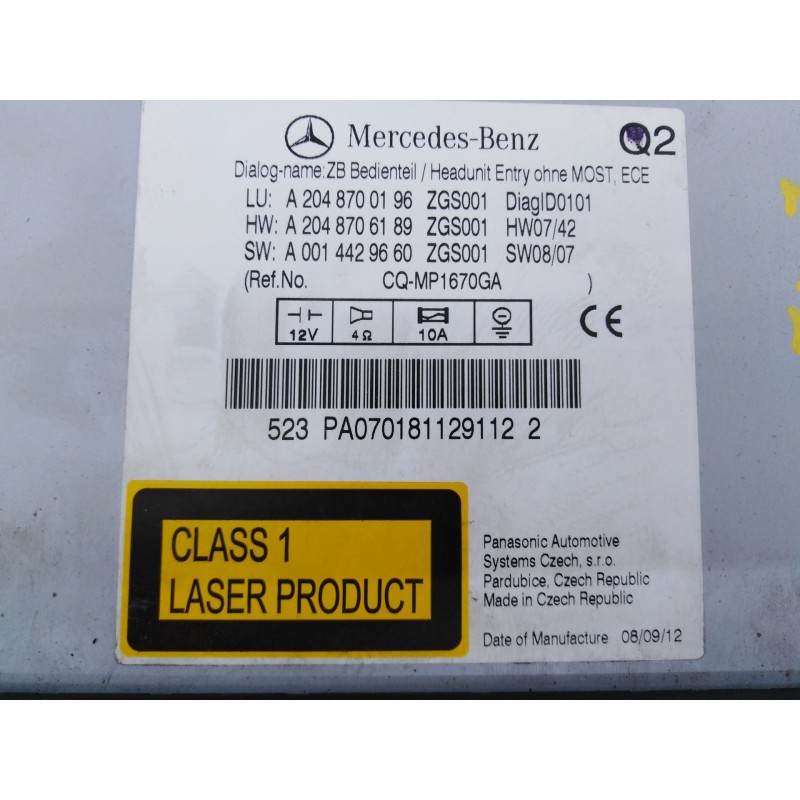 Mercedes-Benz Q2
Dialog-name: ZB Bedienteil / Headunit Entry ohne MOST, ECE
LU: A 204 870 01 96 ZGS001 DiagID0101
HW: A 204 870 61 89 ZGS001 HW07/42
SW: A 001 442 96 60 ZGS001 SW08/07
(Ref.No. CQ-MP1670GA )
12V 4Ω 10A CE
523 PA070181129112 2
CLASS 1
LASER PRODUCT
Panasonic Automotive
Systems Czech, s.r.o.
Pardubice, Czech Republic
Made in Czech Republic
Date of Manufacture 08/09/12